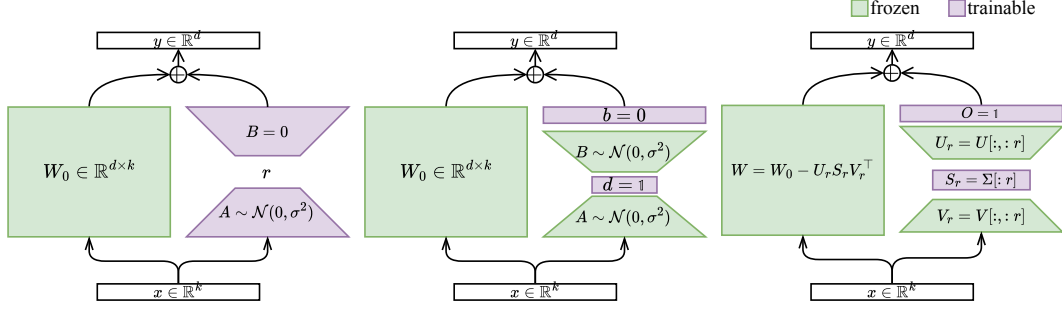 frozen trainable
y ∈ ℝ^d
B = 0
W_0 ∈ ℝ^{d×k}
r
A ∼ 𝒩(0, σ^2)
x ∈ ℝ^k
y ∈ ℝ^d
b = 0
B ∼ 𝒩(0, σ^2)
W_0 ∈ ℝ^{d×k}
d = 𝟙
A ∼ 𝒩(0, σ^2)
x ∈ ℝ^k
y ∈ ℝ^d
O = 𝟙
U_r = U[:, : r]
W = W_0 − U_r S_r V_r^⊤
S_r = Σ[: r]
V_r = V[:, : r]
x ∈ ℝ^k